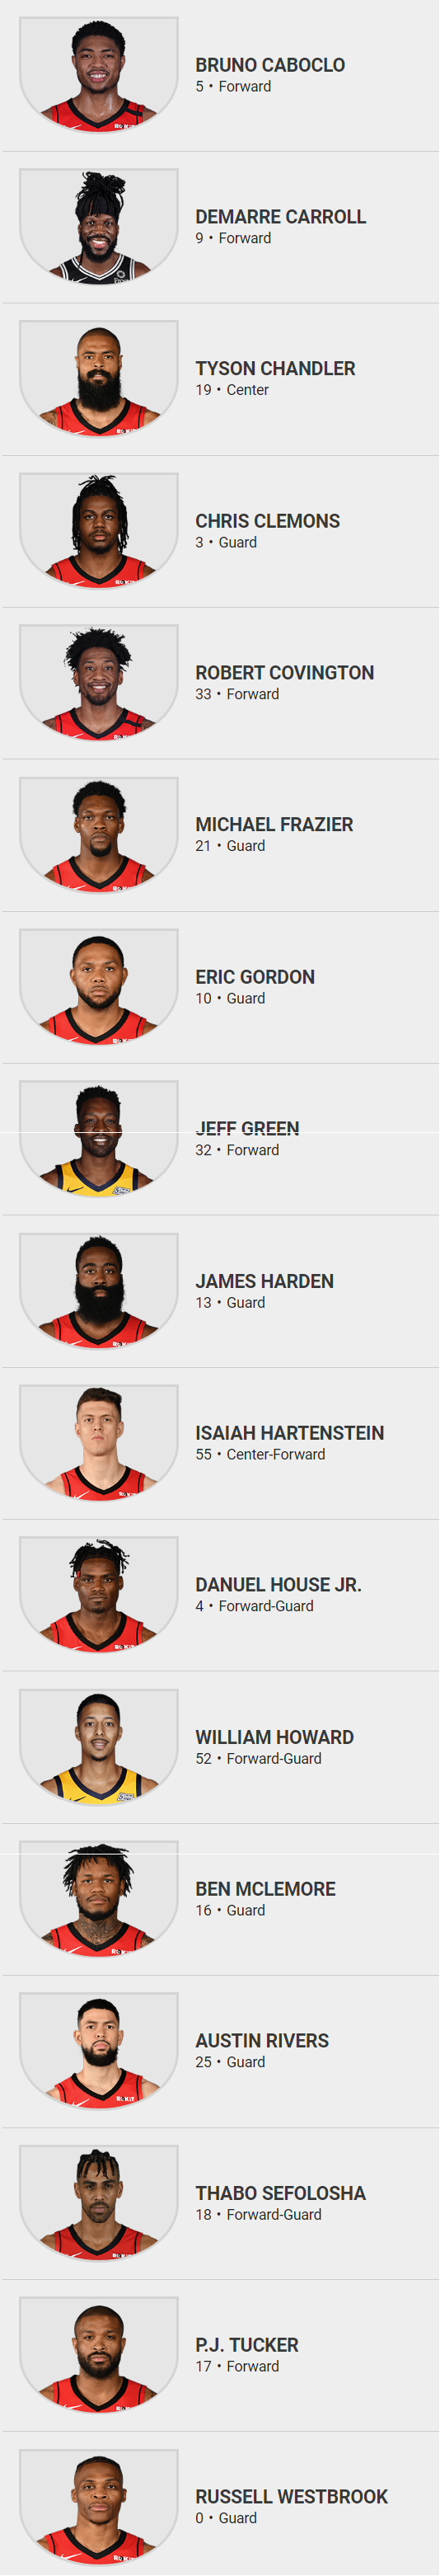 BRUNO CABOCLO
5 • Forward
DEMARRE CARROLL
9 • Forward
TYSON CHANDLER
19 • Center
CHRIS CLEMONS
3 • Guard
ROBERT COVINGTON
33 • Forward
MICHAEL FRAZIER
21 • Guard
ERIC GORDON
10 • Guard
JEFF GREEN
32 • Forward
JAMES HARDEN
13 • Guard
ISAIAH HARTENSTEIN
55 • Center-Forward
DANUEL HOUSE JR.
4 • Forward-Guard
WILLIAM HOWARD
52 • Forward-Guard
BEN MCLEMORE
16 • Guard
AUSTIN RIVERS
25 • Guard
THABO SEFOLOSHA
18 • Forward-Guard
P.J. TUCKER
17 • Forward
RUSSELL WESTBROOK
0 • Guard